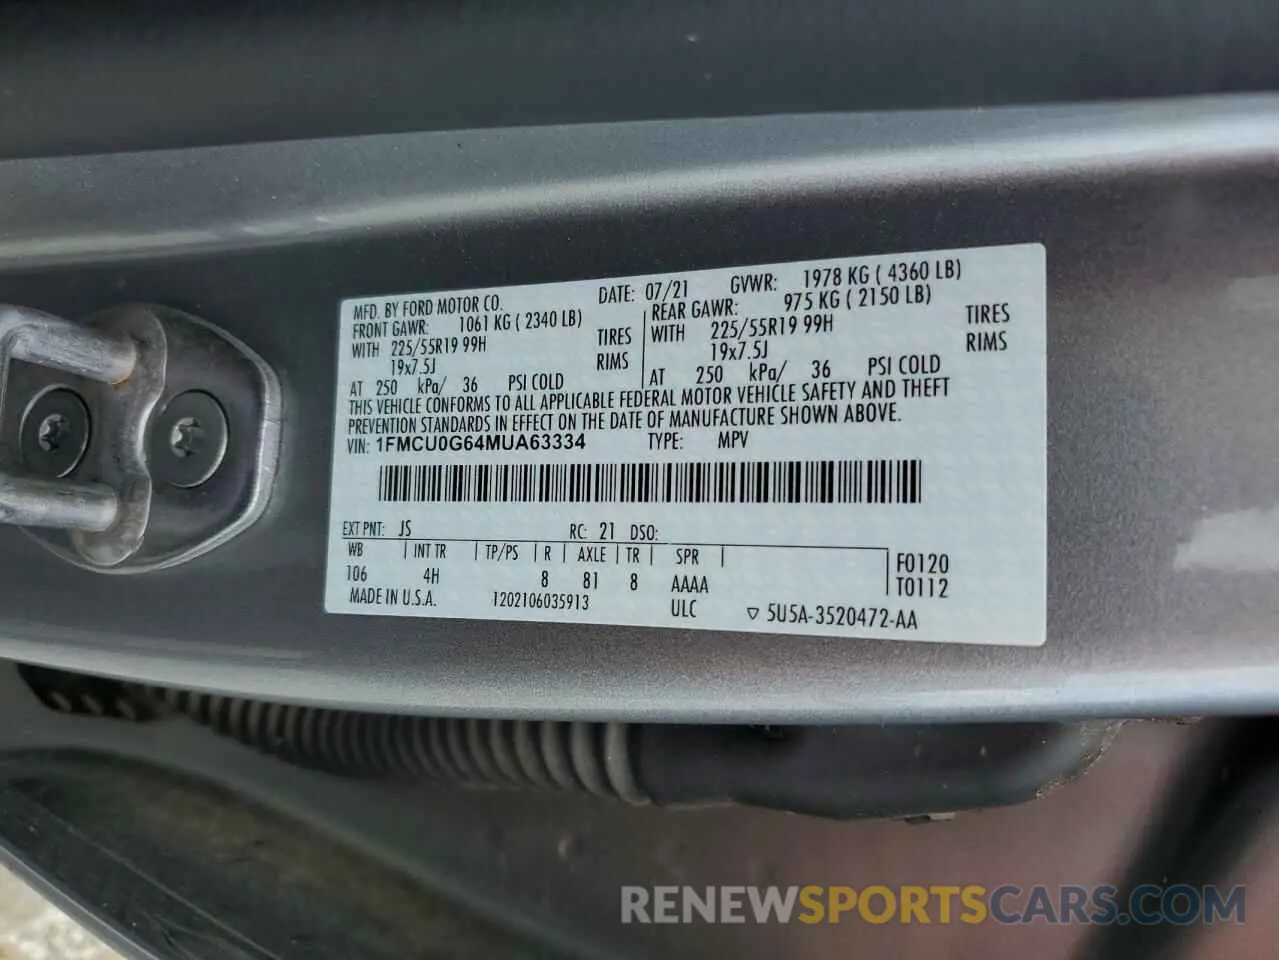 MFD. BY FORD MOTOR CO. DATE: 07/21 GVWR: 1978 KG ( 4360 LB)
FRONT GAWR: 1061 KG ( 2340 LB) REAR GAWR: 975 KG ( 2150 LB)
WITH 225/55R19 99H TIRES WITH 225/55R19 99H TIRES
19x7.5J RIMS 19x7.5J RIMS
AT 250 kPa/ 36 PSI COLD AT 250 kPa/ 36 PSI COLD
THIS VEHICLE CONFORMS TO ALL APPLICABLE FEDERAL MOTOR VEHICLE SAFETY AND THEFT
PREVENTION STANDARDS IN EFFECT ON THE DATE OF MANUFACTURE SHOWN ABOVE.
VIN: 1FMCU0G64MUA63334 TYPE: MPV
EXT PNT: JS RC: 21 DSO:
WB INT TR TP/PS R AXLE TR SPR F0120
106 4H 8 81 8 AAAA T0112
MADE IN U.S.A. 1202106035913 ULC ▽ 5U5A-3520472-AA
RENEWSPORTSCARS.COM